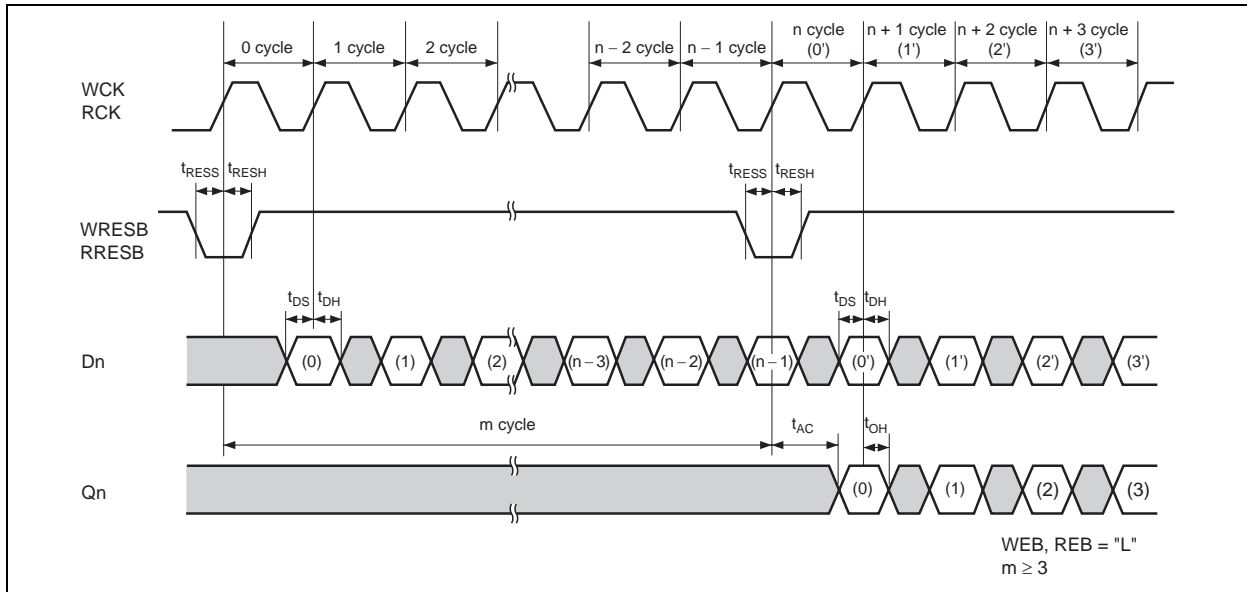 0 cycle 1 cycle 2 cycle n − 2 cycle n − 1 cycle n cycle (0') n + 1 cycle (1') n + 2 cycle (2') n + 3 cycle (3')
WCK
RCK
tRESS tRESH tRESS tRESH
WRESB
RRESB
tDS tDH tDS tDH
Dn (0) (1) (2) (n−3) (n−2) (n−1) (0') (1') (2') (3')
m cycle tAC tOH
Qn (0) (1) (2) (3)
WEB, REB = "L"
m ≥ 3